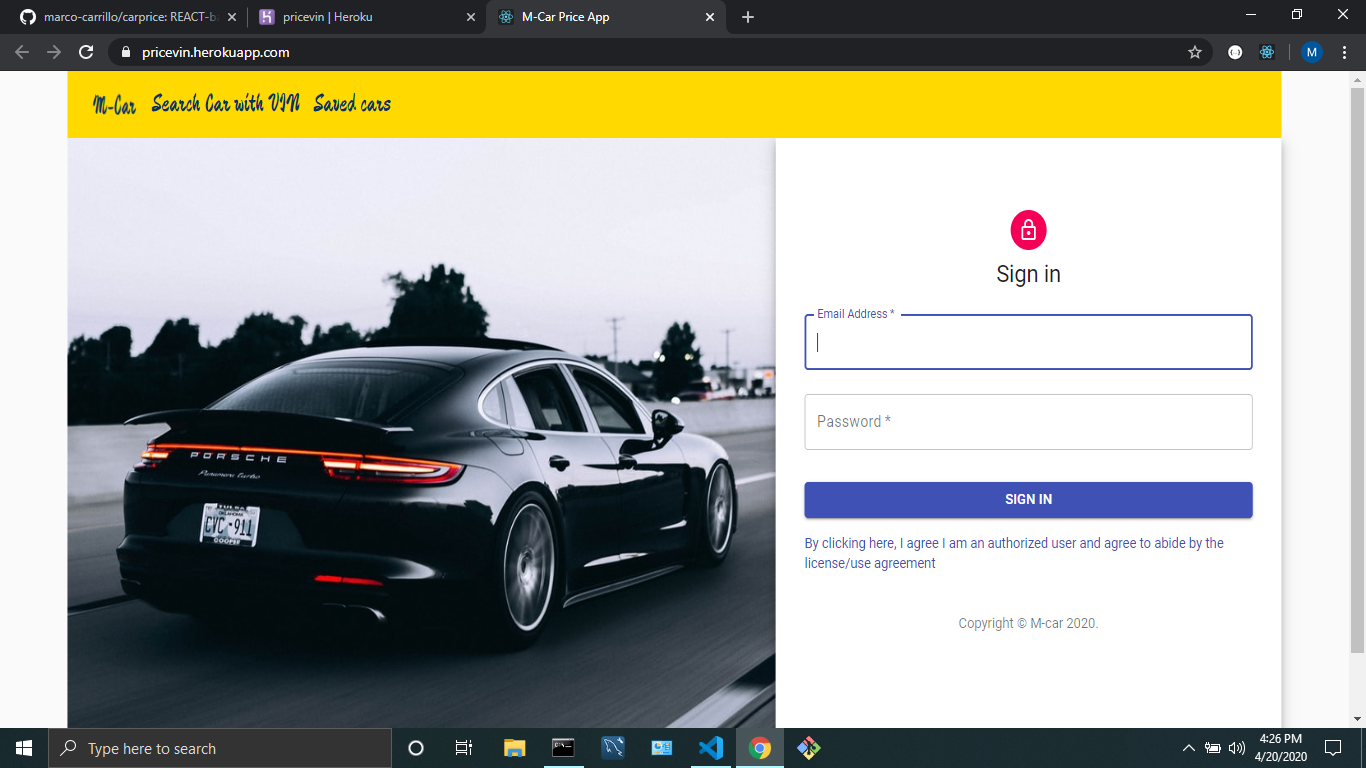 marco-carrillo/carprice: REACT-ba
pricevin | Heroku
M-Car Price App
pricevin.herokuapp.com
M
M-Car Search Car with VIN Saved cars
PORSCHE
Panamera turbo
TULSA
OKLAHOMA
CVC-911
COOPER
Sign in
Email Address *
Password *
SIGN IN
By clicking here, I agree I am an authorized user and agree to abide by the
license/use agreement
Copyright © M-car 2020.
Type here to search
4:26 PM
4/20/2020